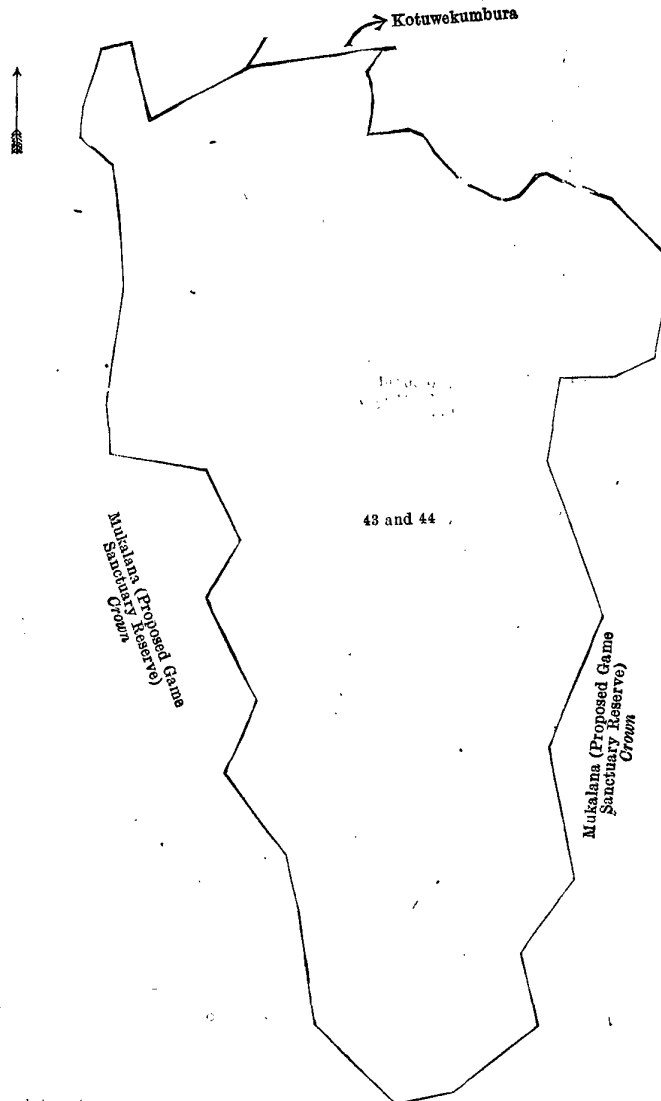 Kotuwekumbura
43 and 44
Mukalana (Proposed Game
Sanctuary Reserve)
Crown
Mukalana (Proposed Game
Sanctuary Reserve)
Crown